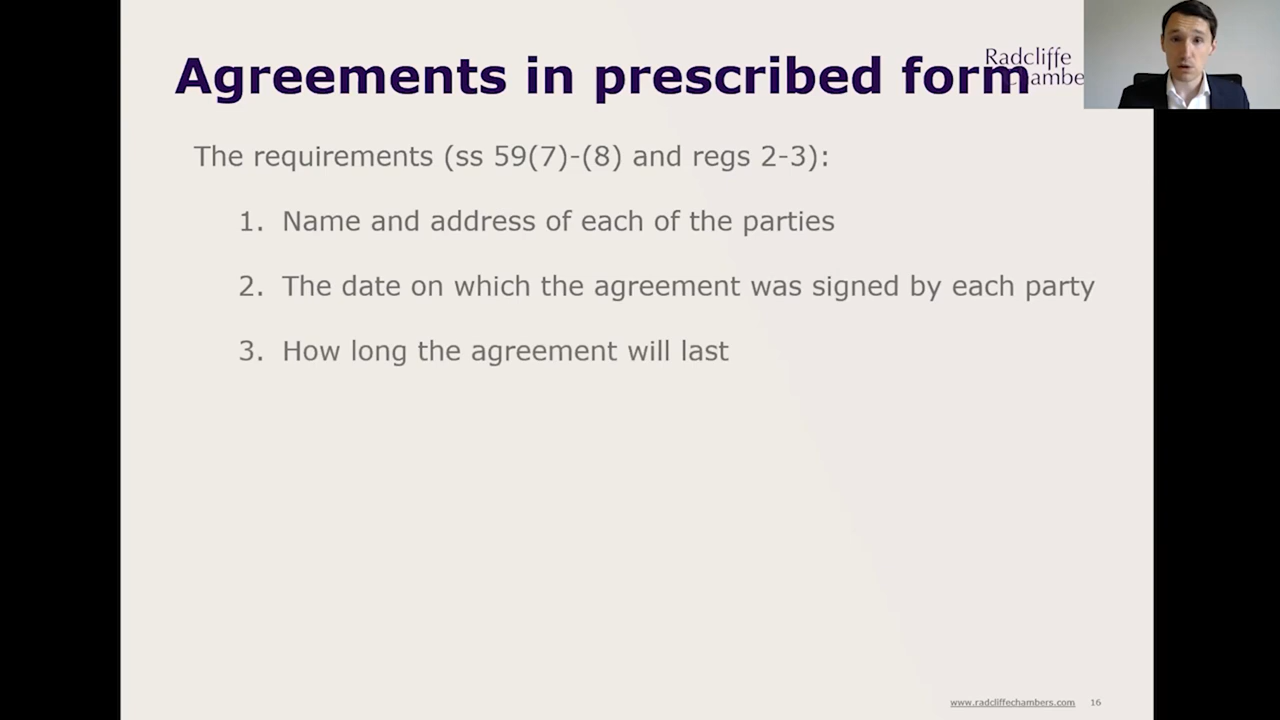 Agreements in prescribed form
Radcliffe
The requirements (ss 59(7)-(8) and regs 2-3):
1. Name and address of each of the parties
2. The date on which the agreement was signed by each party
3. How long the agreement will last
www.radcliffechambers.com 16